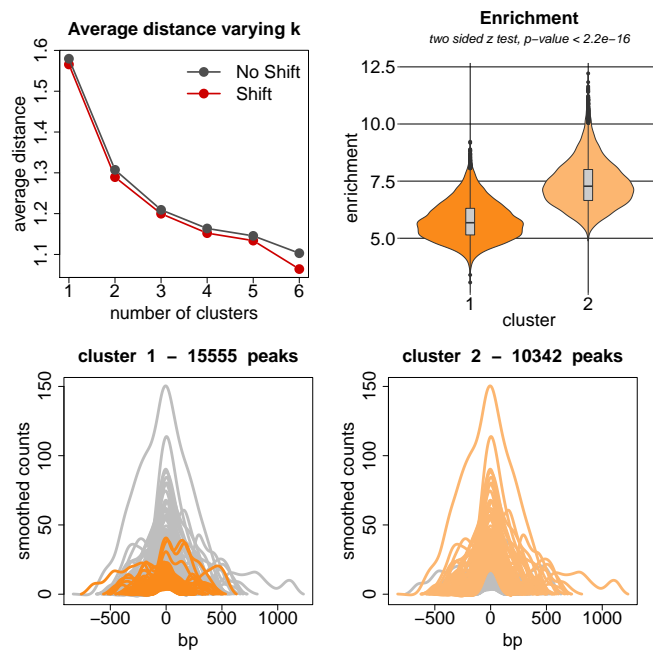 Average distance varying k
1.6
1.5
1.4
1.3
1.2
1.1
average distance
No Shift
Shift
1 2 3 4 5 6
number of clusters
Enrichment
two sided z test, p−value < 2.2e−16
12.5
10.0
7.5
5.0
enrichment
1 2
cluster
cluster 1 − 15555 peaks
150
100
50
0
smoothed counts
−500 0 500 1000
bp
cluster 2 − 10342 peaks
150
100
50
0
smoothed counts
−500 0 500 1000
bp